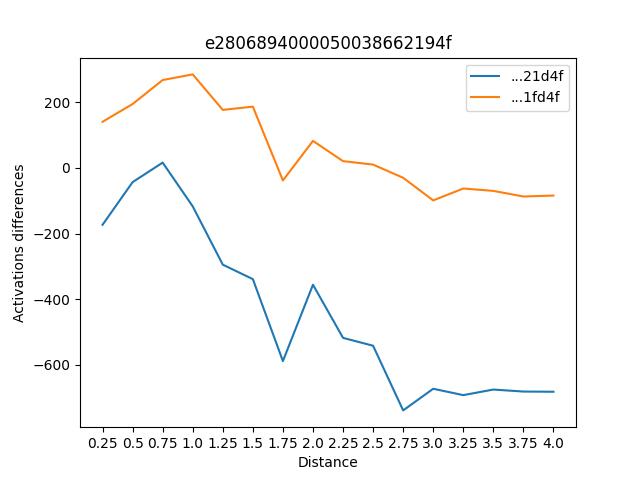 e28068940000050038662194f
...21d4f
...1fd4f
Activations differences
200
0
−200
−400
−600
0.25 0.5 0.75 1.0 1.25 1.5 1.75 2.0 2.25 2.5 2.75 3.0 3.25 3.5 3.75 4.0
Distance